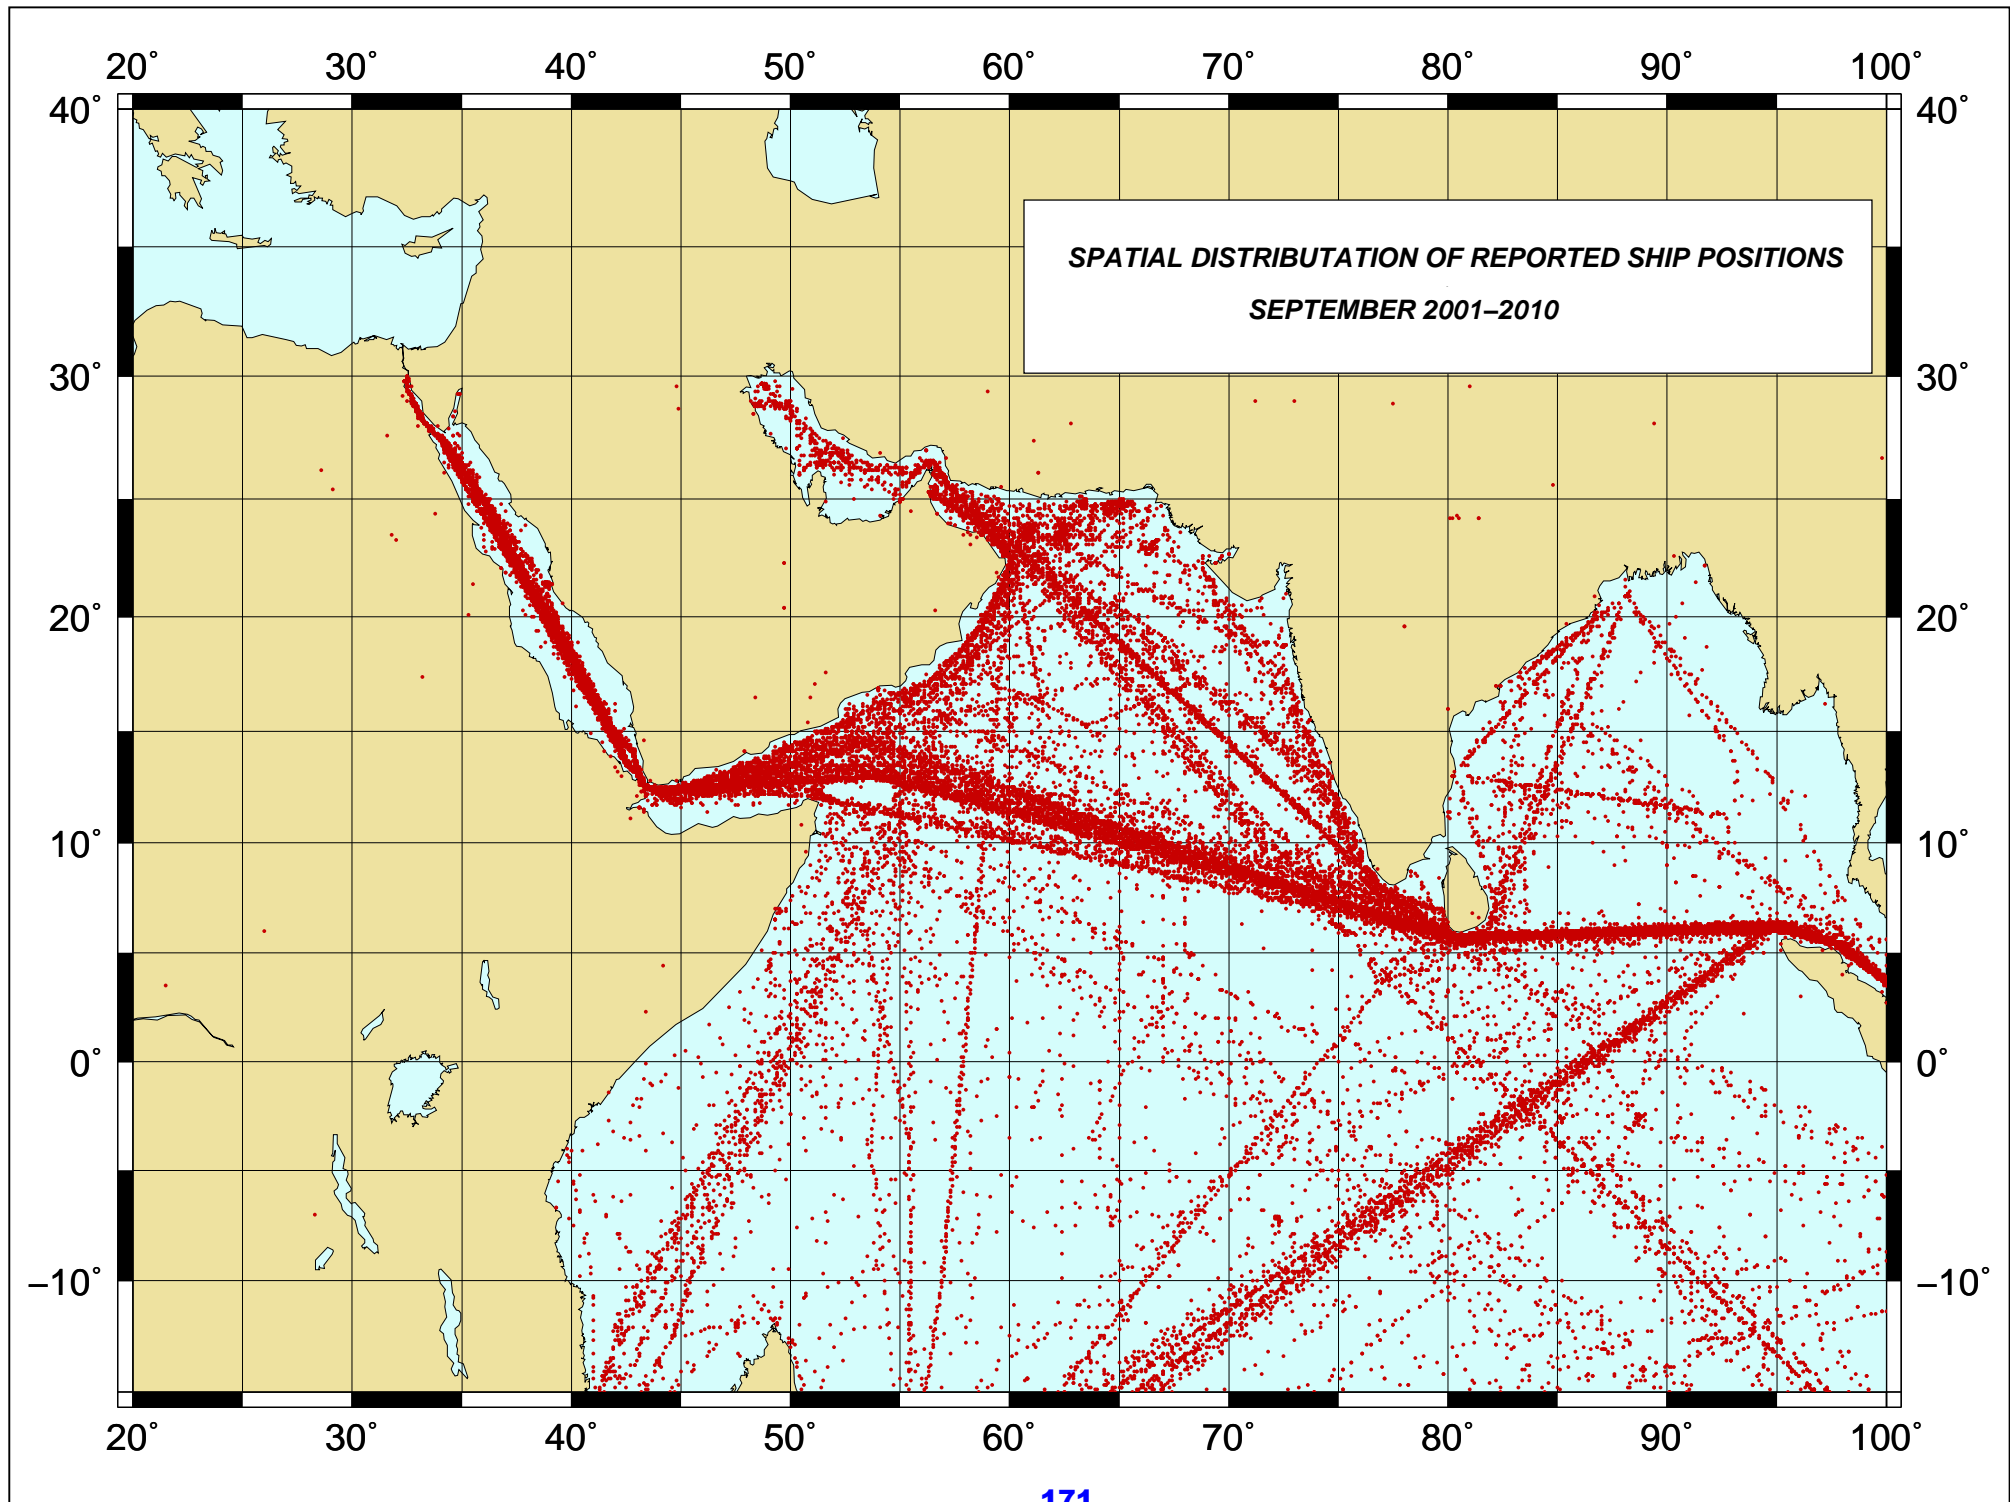 20° 30° 40° 50° 60° 70° 80° 90° 100°
40° 40°
SPATIAL DISTRIBUTATION OF REPORTED SHIP POSITIONS
SEPTEMBER 2001–2010
30° 30°
20° 20°
10° 10°
0° 0°
–10° –10°
20° 30° 40° 50° 60° 70° 80° 90° 100°
171